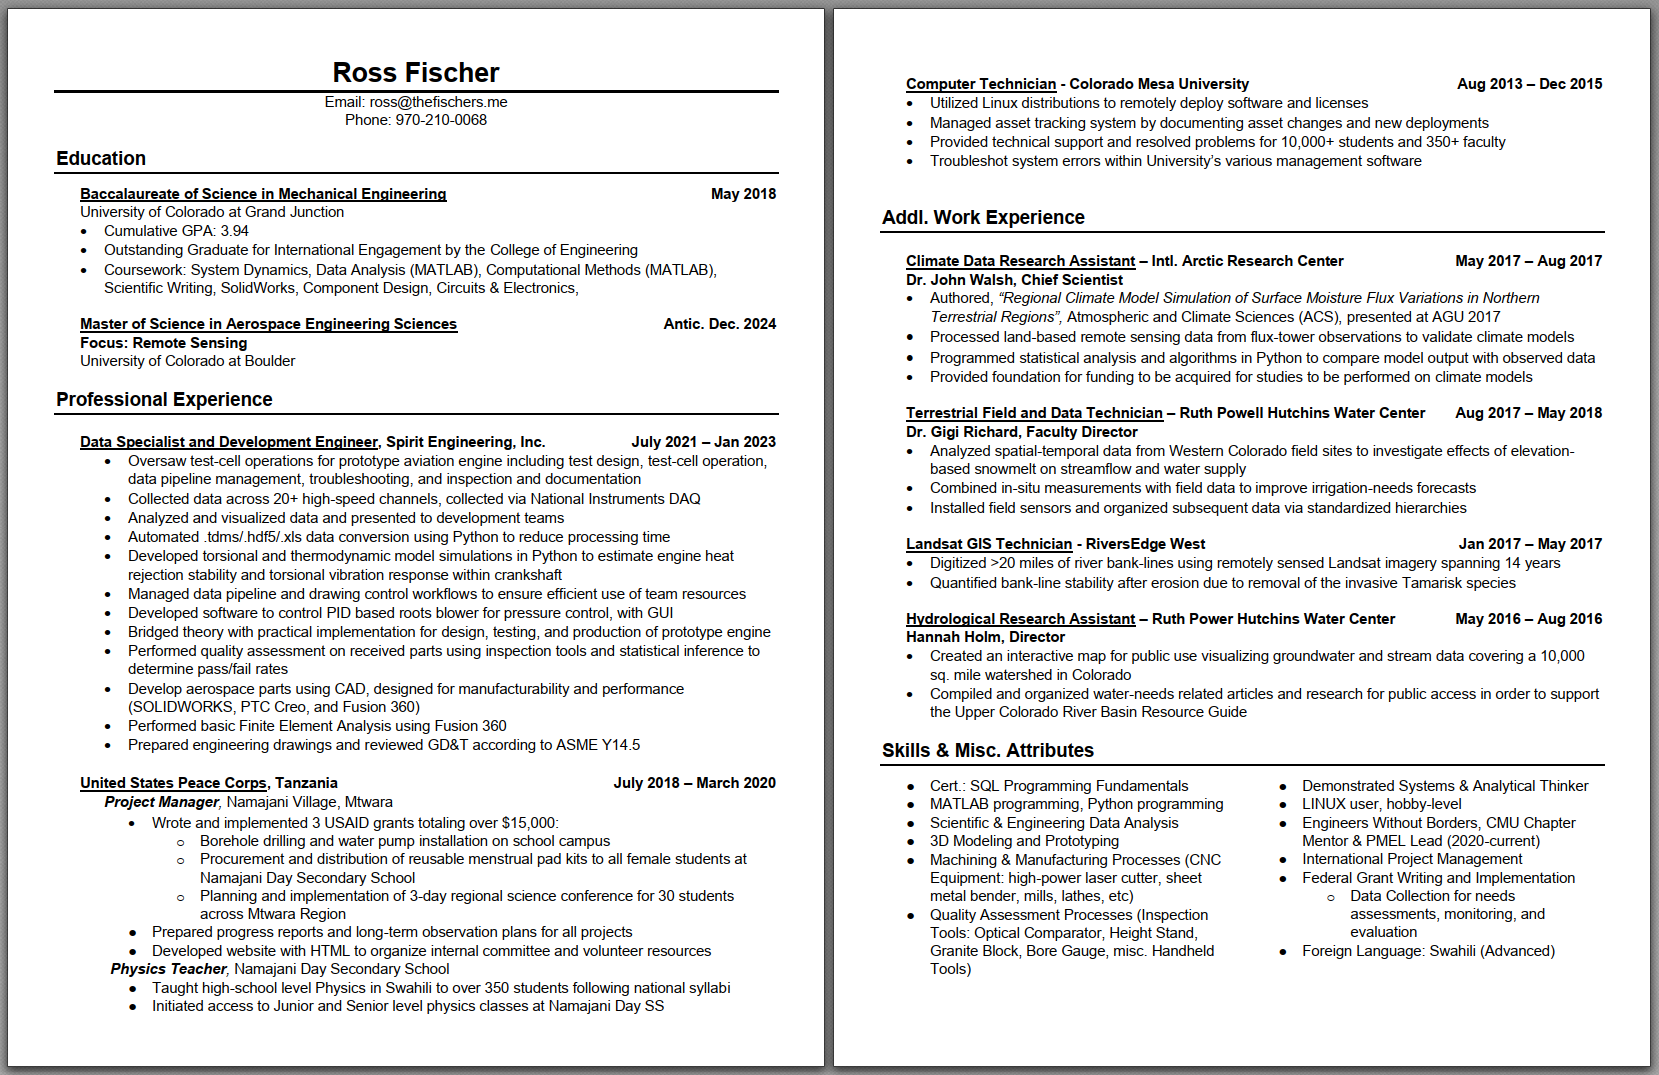 Ross Fischer
Email: ross@thefischers.me
Phone: 970-210-0068
Education
Baccalaureate of Science in Mechanical Engineering May 2018
University of Colorado at Grand Junction
• Cumulative GPA: 3.94
• Outstanding Graduate for International Engagement by the College of Engineering
• Coursework: System Dynamics, Data Analysis (MATLAB), Computational Methods (MATLAB),
Scientific Writing, SolidWorks, Component Design, Circuits & Electronics,
Master of Science in Aerospace Engineering Sciences Antic. Dec. 2024
Focus: Remote Sensing
University of Colorado at Boulder
Professional Experience
Data Specialist and Development Engineer, Spirit Engineering, Inc. July 2021 – Jan 2023
• Oversaw test-cell operations for prototype aviation engine including test design, test-cell operation,
data pipeline management, troubleshooting, and inspection and documentation
• Collected data across 20+ high-speed channels, collected via National Instruments DAQ
• Analyzed and visualized data and presented to development teams
• Automated .tdms/.hdf5/.xls data conversion using Python to reduce processing time
• Developed torsional and thermodynamic model simulations in Python to estimate engine heat
rejection stability and torsional vibration response within crankshaft
• Managed data pipeline and drawing control workflows to ensure efficient use of team resources
• Developed software to control PID based roots blower for pressure control, with GUI
• Bridged theory with practical implementation for design, testing, and production of prototype engine
• Performed quality assessment on received parts using inspection tools and statistical inference to
determine pass/fail rates
• Develop aerospace parts using CAD, designed for manufacturability and performance
(SOLIDWORKS, PTC Creo, and Fusion 360)
• Performed basic Finite Element Analysis using Fusion 360
• Prepared engineering drawings and reviewed GD&T according to ASME Y14.5
United States Peace Corps, Tanzania July 2018 – March 2020
Project Manager, Namajani Village, Mtwara
• Wrote and implemented 3 USAID grants totaling over $15,000:
o Borehole drilling and water pump installation on school campus
o Procurement and distribution of reusable menstrual pad kits to all female students at
Namajani Day Secondary School
o Planning and implementation of 3-day regional science conference for 30 students
across Mtwara Region
• Prepared progress reports and long-term observation plans for all projects
• Developed website with HTML to organize internal committee and volunteer resources
Physics Teacher, Namajani Day Secondary School
• Taught high-school level Physics in Swahili to over 350 students following national syllabi
• Initiated access to Junior and Senior level physics classes at Namajani Day SS
Computer Technician - Colorado Mesa University Aug 2013 – Dec 2015
• Utilized Linux distributions to remotely deploy software and licenses
• Managed asset tracking system by documenting asset changes and new deployments
• Provided technical support and resolved problems for 10,000+ students and 350+ faculty
• Troubleshot system errors within University’s various management software
Addl. Work Experience
Climate Data Research Assistant – Intl. Arctic Research Center May 2017 – Aug 2017
Dr. John Walsh, Chief Scientist
• Authored, “Regional Climate Model Simulation of Surface Moisture Flux Variations in Northern
Terrestrial Regions”, Atmospheric and Climate Sciences (ACS), presented at AGU 2017
• Processed land-based remote sensing data from flux-tower observations to validate climate models
• Programmed statistical analysis and algorithms in Python to compare model output with observed data
• Provided foundation for funding to be acquired for studies to be performed on climate models
Terrestrial Field and Data Technician – Ruth Powell Hutchins Water Center Aug 2017 – May 2018
Dr. Gigi Richard, Faculty Director
• Analyzed spatial-temporal data from Western Colorado field sites to investigate effects of elevation-
based snowmelt on streamflow and water supply
• Combined in-situ measurements with field data to improve irrigation-needs forecasts
• Installed field sensors and organized subsequent data via standardized hierarchies
Landsat GIS Technician - RiversEdge West Jan 2017 – May 2017
• Digitized >20 miles of river bank-lines using remotely sensed Landsat imagery spanning 14 years
• Quantified bank-line stability after erosion due to removal of the invasive Tamarisk species
Hydrological Research Assistant – Ruth Power Hutchins Water Center May 2016 – Aug 2016
Hannah Holm, Director
• Created an interactive map for public use visualizing groundwater and stream data covering a 10,000
sq. mile watershed in Colorado
• Compiled and organized water-needs related articles and research for public access in order to support
the Upper Colorado River Basin Resource Guide
Skills & Misc. Attributes
• Cert.: SQL Programming Fundamentals
• MATLAB programming, Python programming
• Scientific & Engineering Data Analysis
• 3D Modeling and Prototyping
• Machining & Manufacturing Processes (CNC
Equipment: high-power laser cutter, sheet
metal bender, mills, lathes, etc)
• Quality Assessment Processes (Inspection
Tools: Optical Comparator, Height Stand,
Granite Block, Bore Gauge, misc. Handheld
Tools)
• Demonstrated Systems & Analytical Thinker
• LINUX user, hobby-level
• Engineers Without Borders, CMU Chapter
Mentor & PMEL Lead (2020-current)
• International Project Management
• Federal Grant Writing and Implementation
o Data Collection for needs
assessments, monitoring, and
evaluation
• Foreign Language: Swahili (Advanced)